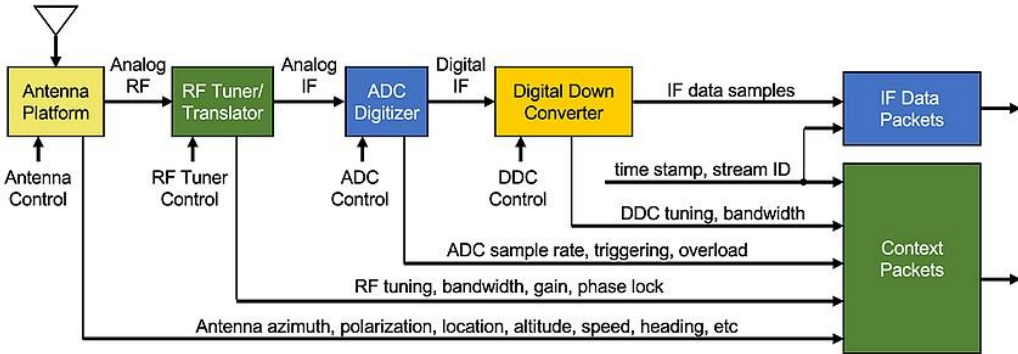 Analog
RF
Analog
IF
Digital
IF
Antenna
Platform
RF Tuner/
Translator
ADC
Digitizer
Digital Down
Converter
IF data samples
IF Data
Packets
Antenna
Control
RF Tuner
Control
ADC
Control
DDC
Control
time stamp, stream ID
DDC tuning, bandwidth
ADC sample rate, triggering, overload
RF tuning, bandwidth, gain, phase lock
Antenna azimuth, polarization, location, altitude, speed, heading, etc
Context
Packets